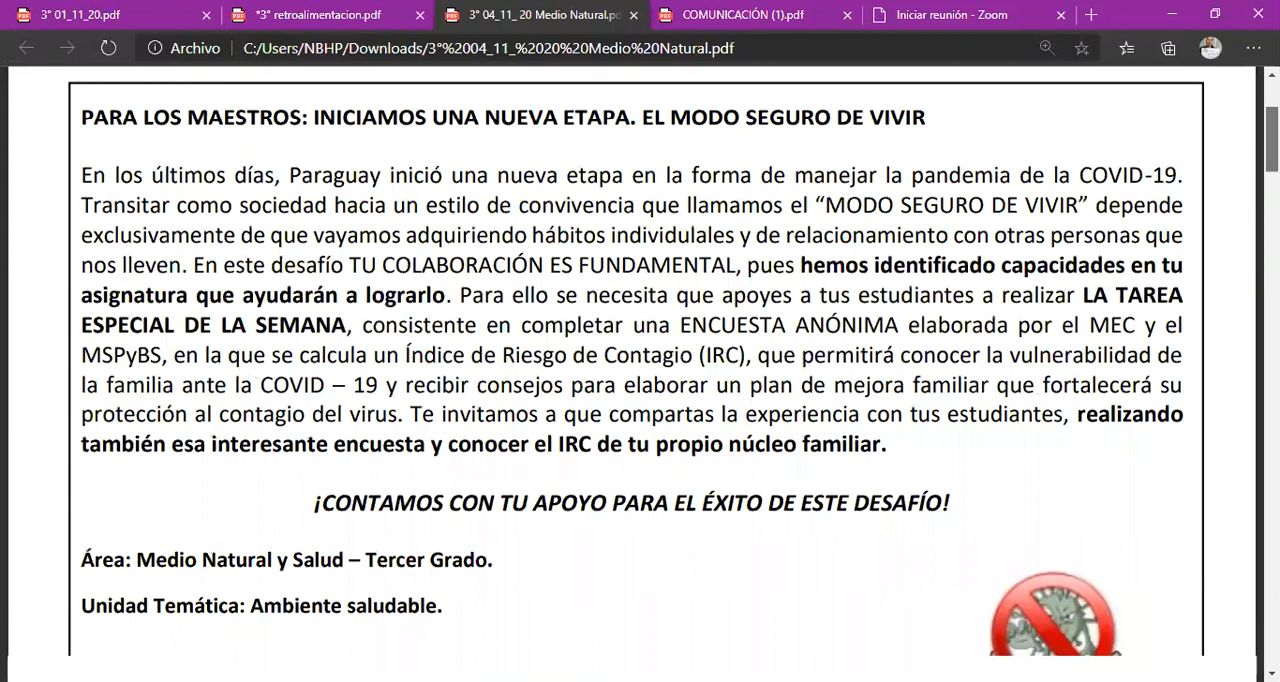 3° 01_11_20.pdf
*3° retroalimentacion.pdf
3° 04_11_ 20 Medio Natural.p
COMUNICACIÓN (1).pdf
Iniciar reunión - Zoom
Archivo
C:/Users/NBHP/Downloads/3°%2004_11_%2020%20Medio%20Natural.pdf
PARA LOS MAESTROS: INICIAMOS UNA NUEVA ETAPA. EL MODO SEGURO DE VIVIR
En los últimos días, Paraguay inició una nueva etapa en la forma de manejar la pandemia de la COVID-19.
Transitar como sociedad hacia un estilo de convivencia que llamamos el “MODO SEGURO DE VIVIR” depende
exclusivamente de que vayamos adquiriendo hábitos individulales y de relacionamiento con otras personas que
nos lleven. En este desafío TU COLABORACIÓN ES FUNDAMENTAL, pues hemos identificado capacidades en tu
asignatura que ayudarán a lograrlo. Para ello se necesita que apoyes a tus estudiantes a realizar LA TAREA
ESPECIAL DE LA SEMANA, consistente en completar una ENCUESTA ANÓNIMA elaborada por el MEC y el
MSPyBS, en la que se calcula un Índice de Riesgo de Contagio (IRC), que permitirá conocer la vulnerabilidad de
la familia ante la COVID – 19 y recibir consejos para elaborar un plan de mejora familiar que fortalecerá su
protección al contagio del virus. Te invitamos a que compartas la experiencia con tus estudiantes, realizando
también esa interesante encuesta y conocer el IRC de tu propio núcleo familiar.
¡CONTAMOS CON TU APOYO PARA EL ÉXITO DE ESTE DESAFÍO!
Área: Medio Natural y Salud – Tercer Grado.
Unidad Temática: Ambiente saludable.